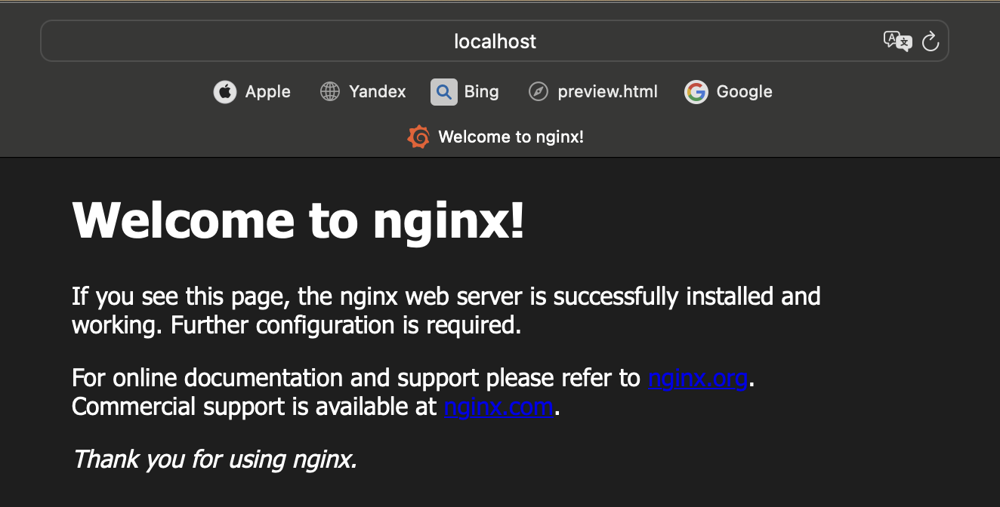 localhost
Apple Yandex Bing preview.html Google
Welcome to nginx!
Welcome to nginx!
If you see this page, the nginx web server is successfully installed and
working. Further configuration is required.
For online documentation and support please refer to nginx.org.
Commercial support is available at nginx.com.
Thank you for using nginx.